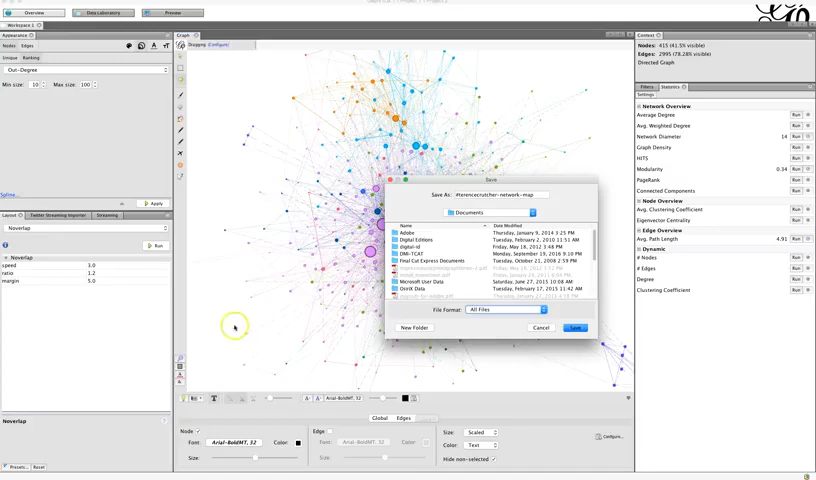 Overview
Data Laboratory
Preview
Workspace 1
Appearance
Nodes Edges
Unique Ranking
Out-Degree
Min size: 10 Max size: 100
Spline...
Apply
Layout
Twitter Streaming Importer
Streaming
Noverlap
Run
Noverlap
speed 3.0
ratio 1.2
margin 5.0
Noverlap
Presets... Reset
Graph
Dragging (Configure)
Save
Save As: #terencecrutcher-network-map
Documents
Name Date Modified
Adobe Thursday, January 9, 2014 3:25 PM
Digital Editions Tuesday, February 2, 2010 11:51 AM
digital-id Friday, May 18, 2012 3:48 PM
DMI-TCAT Monday, September 19, 2016 9:10 PM
Final Cut Express Documents Tuesday, October 21, 2008 2:59 PM
Microsoft User Data Saturday, June 27, 2015 10:08 AM
OriniX Data Tuesday, February 17, 2015 11:42 AM
File Format: All Files
New Folder Cancel Save
Arial-BoldMT, 32
Global Edges
Node
Font: Arial-BoldMT, 32 Color:
Size:
Edge
Font: Arial-BoldMT, 32 Color
Size:
Size: Scaled
Color: Text
Hide non-selected
Configure...
Context
Nodes: 415 (41.5% visible)
Edges: 2995 (78.28% visible)
Directed Graph
Filters Statistics
Settings
Network Overview
Average Degree Run
Avg. Weighted Degree Run
Network Diameter 14 Run
Graph Density Run
HITS Run
Modularity 0.34 Run
PageRank Run
Connected Components Run
Node Overview
Avg. Clustering Coefficient Run
Eigenvector Centrality Run
Edge Overview
Avg. Path Length 4.91 Run
Dynamic
# Nodes Run
# Edges Run
Degree Run
Clustering Coefficient Run